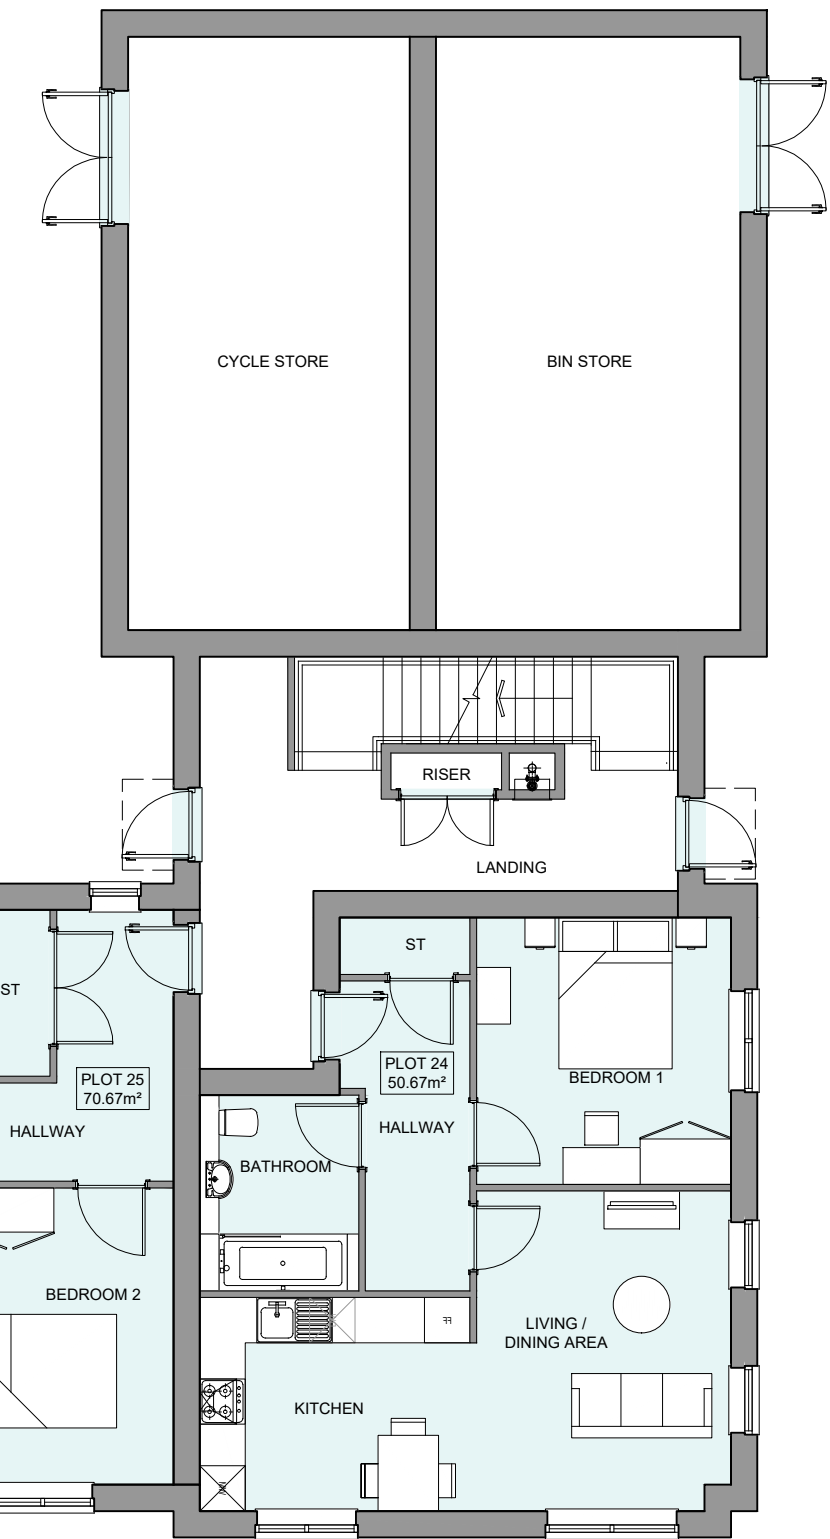 CYCLE STORE
BIN STORE
RISER
LANDING
ST
ST
PLOT 24
50.67m²
BEDROOM 1
PLOT 25
70.67m²
HALLWAY
HALLWAY
BATHROOM
BEDROOM 2
LIVING /
DINING AREA
FF
KITCHEN